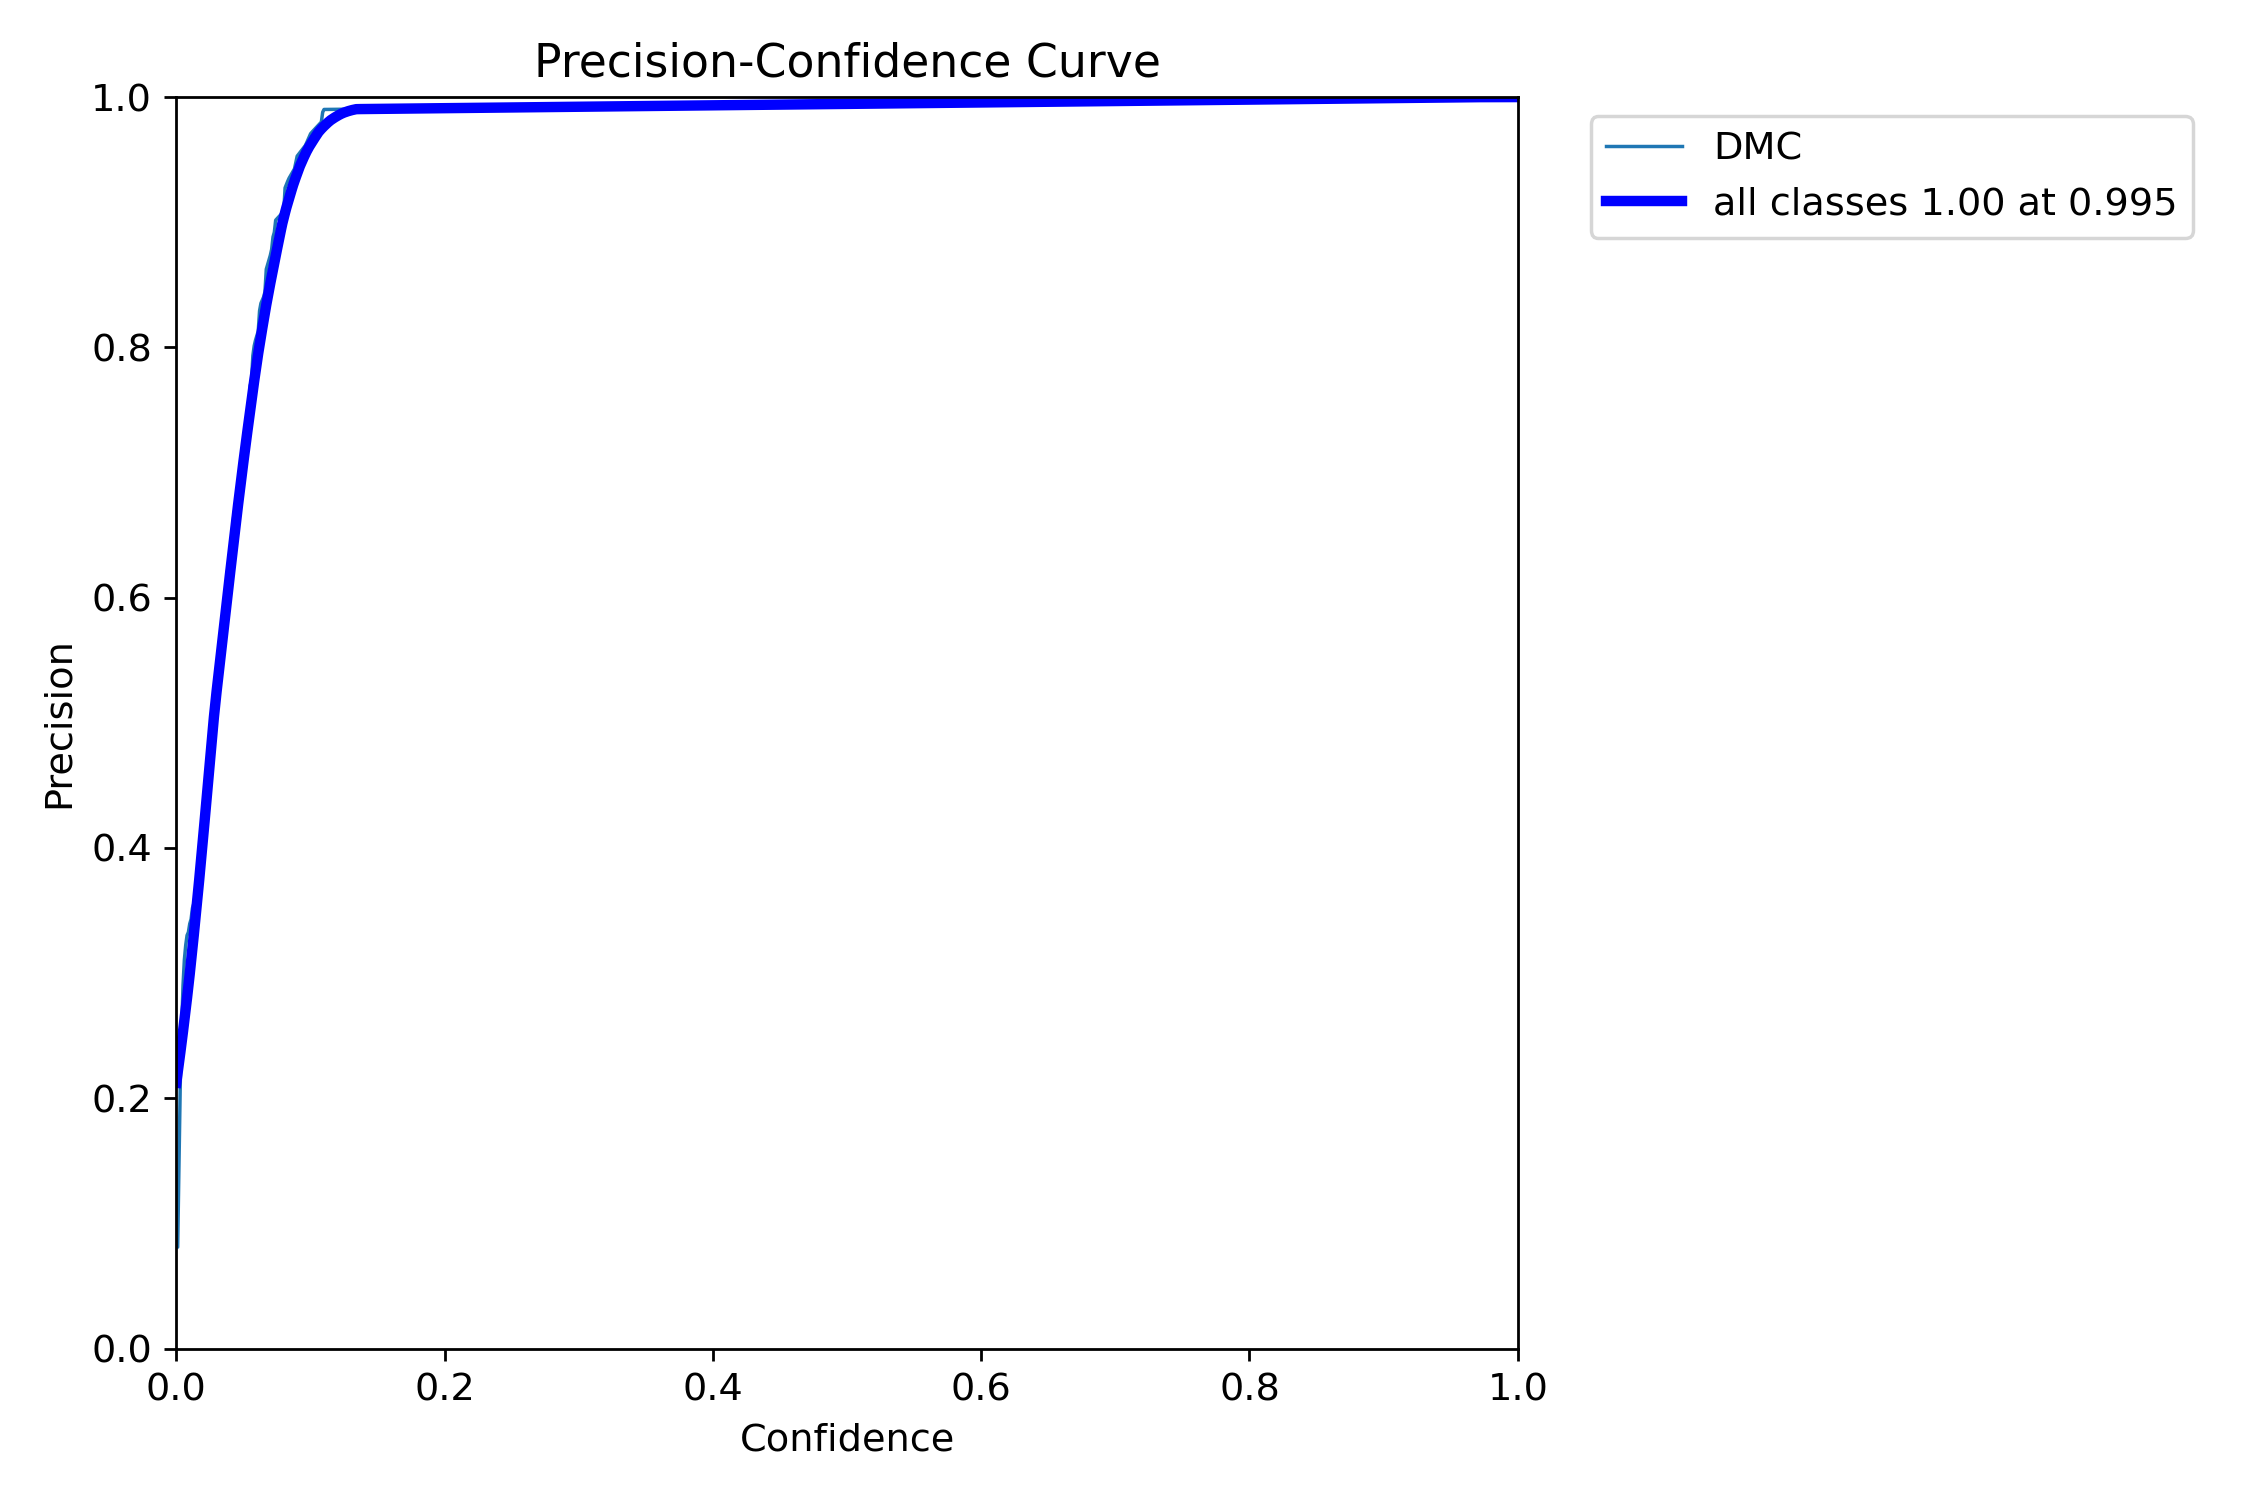 Precision-Confidence Curve
1.0
0.8
0.6
0.4
0.2
0.0
Precision
0.0 0.2 0.4 0.6 0.8 1.0
Confidence
DMC
all classes 1.00 at 0.995